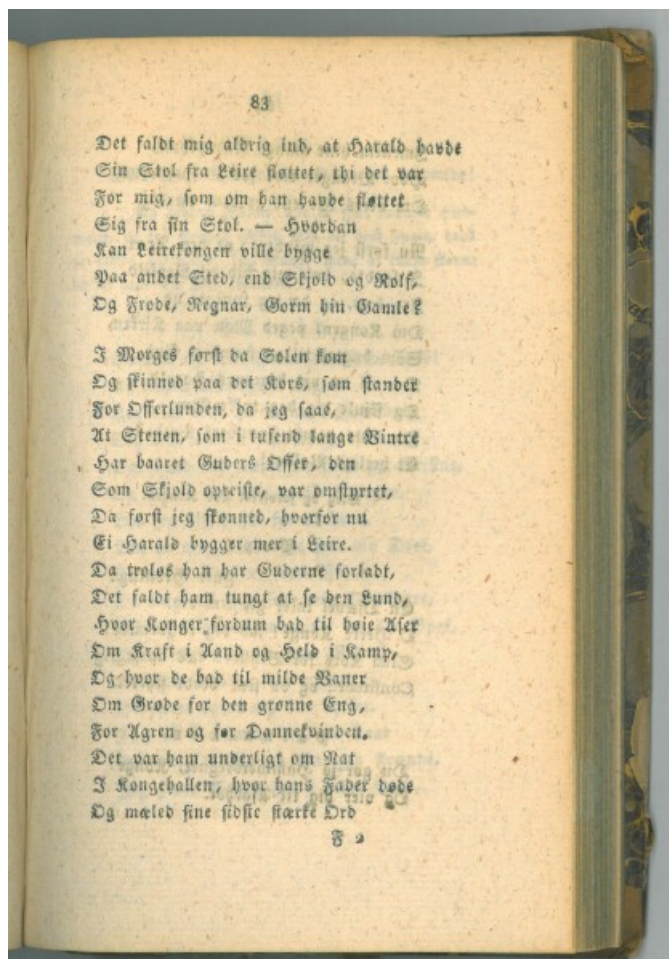 83
Det faldt mig aldrig ind, at Harald havde
Sin Stol fra Leire flottet, thi det var
For mig, som om han havde fløttet
Sig fra sin Stol. — Hvordan
Kan Leirekongen ville bygge
Paa andet Sted, end Skjold og Rolf,
Og Frode, Regnar, Gorm hin Gamle?
I Morges først da Solen kom
Og skinned paa det Kors, som stander
For Offerlunden, da jeg saae,
At Stenen, som i tusend lange Vintre
Har baaret Guders Offer, den
Som Skjold opreiste, var omstyrtet,
Da først jeg skønned, hvorfor nu
Ei Harald bygger mer i Leire.
Da troløs han har Guderne forladt,
Det faldt ham tungt at se den Lund,
Hvor Konger fordum bad til høie Aser
Om Kraft i Aand og Held i Kamp,
Og hvor de bad til milde Vaner
Om Grøde for den grønne Eng,
For Agren og for Dannekvinden.
Det var ham underligt om Nat
I Kongehallen, hvor hans Fader døde
Og mæled sine sidste stærke Ord
F 2